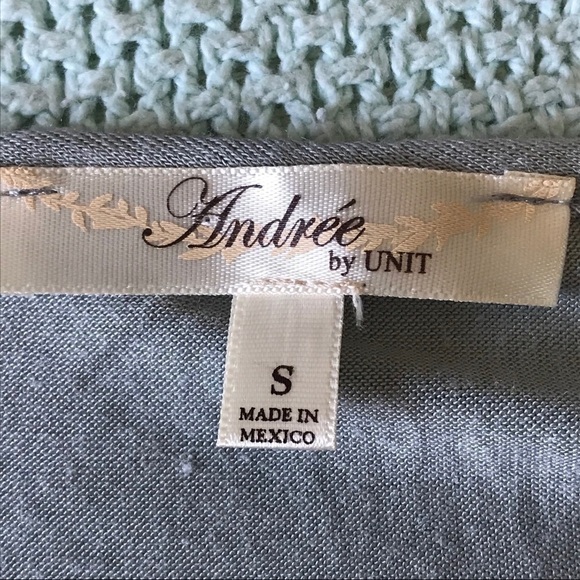 Andrée
by UNIT
S
MADE IN
MEXICO